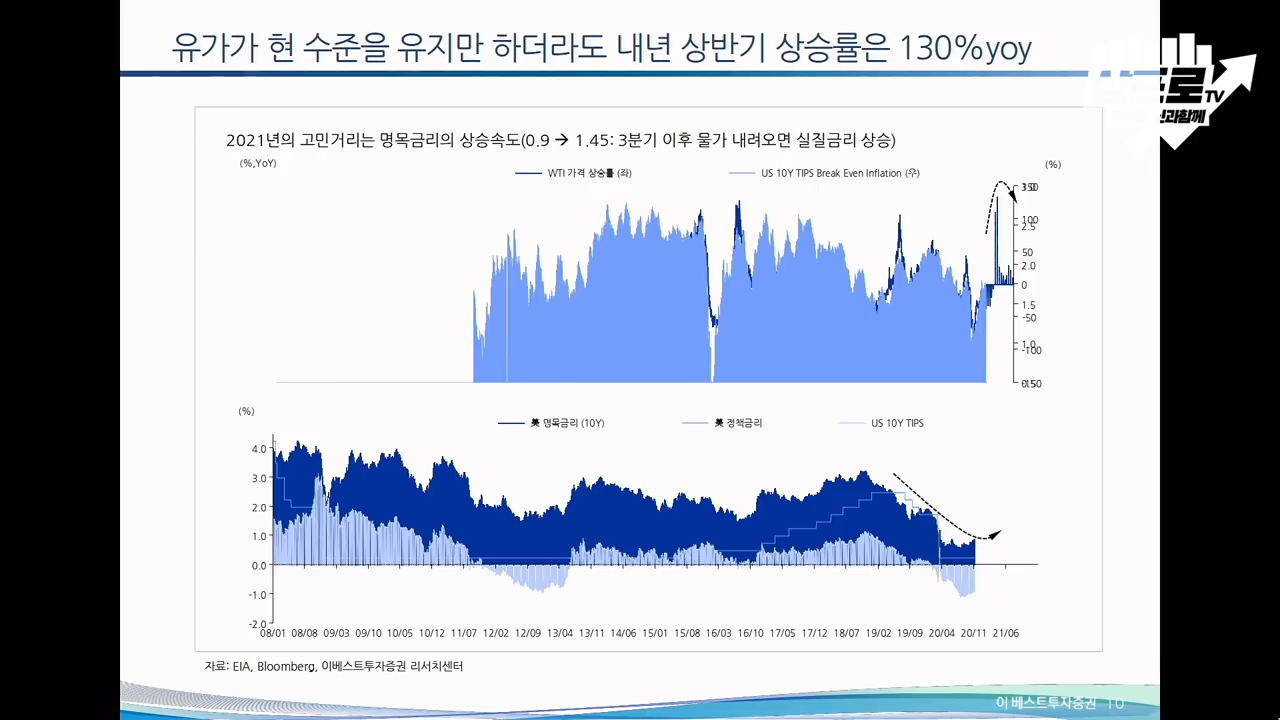 유가가 현 수준을 유지만 하더라도 내년 상반기 상승률은 130%yoy
로TV
신과함께
2021년의 고민거리는 명목금리의 상승속도(0.9 → 1.45: 3분기 이후 물가 내려오면 실질금리 상승)
(%,YoY)
WTI 가격 상승률 (좌)
US 10Y TIPS Break Even Inflation (우)
(%)
150
100
2.5
50
2.0
0
1.5
-50
1.0
-100
(%)
美 명목금리 (10Y)
美 정책금리
US 10Y TIPS
4.0
3.0
2.0
1.0
0.0
-1.0
-2.0
08/01 08/08 09/03 09/10 10/05 10/12 11/07 12/02 12/09 13/04 13/11 14/06 15/01 15/08 16/03 16/10 17/05 17/12 18/07 19/02 19/09 20/04 20/11 21/06
자료: EIA, Bloomberg, 이베스트투자증권 리서치센터
이베스트투자증권 10